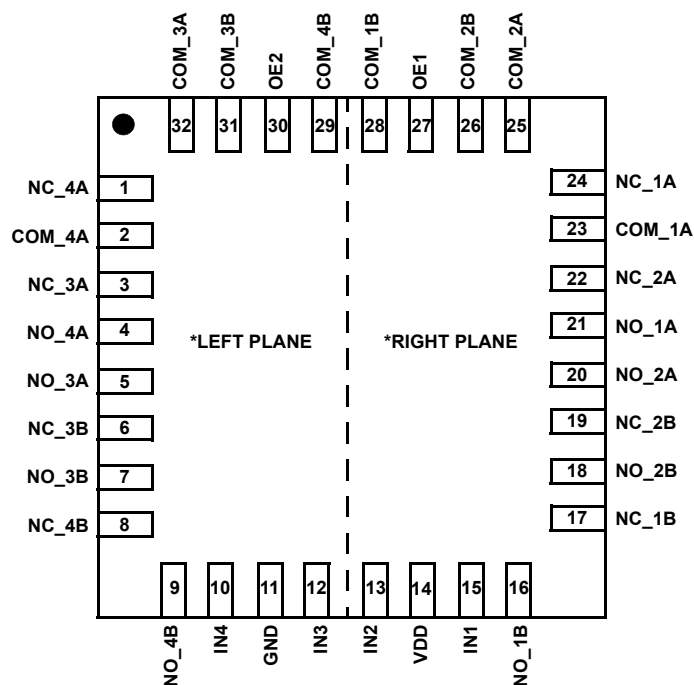 COM_3A
COM_3B
OE2
COM_4B
COM_1B
OE1
COM_2B
COM_2A
32
31
30
29
28
27
26
25
NC_4A 1
COM_4A 2
NC_3A 3
NO_4A 4
NO_3A 5
NC_3B 6
NO_3B 7
NC_4B 8
*LEFT PLANE
*RIGHT PLANE
24 NC_1A
23 COM_1A
22 NC_2A
21 NO_1A
20 NO_2A
19 NC_2B
18 NO_2B
17 NC_1B
9
10
11
12
13
14
15
16
NO_4B
IN4
GND
IN3
IN2
VDD
IN1
NO_1B